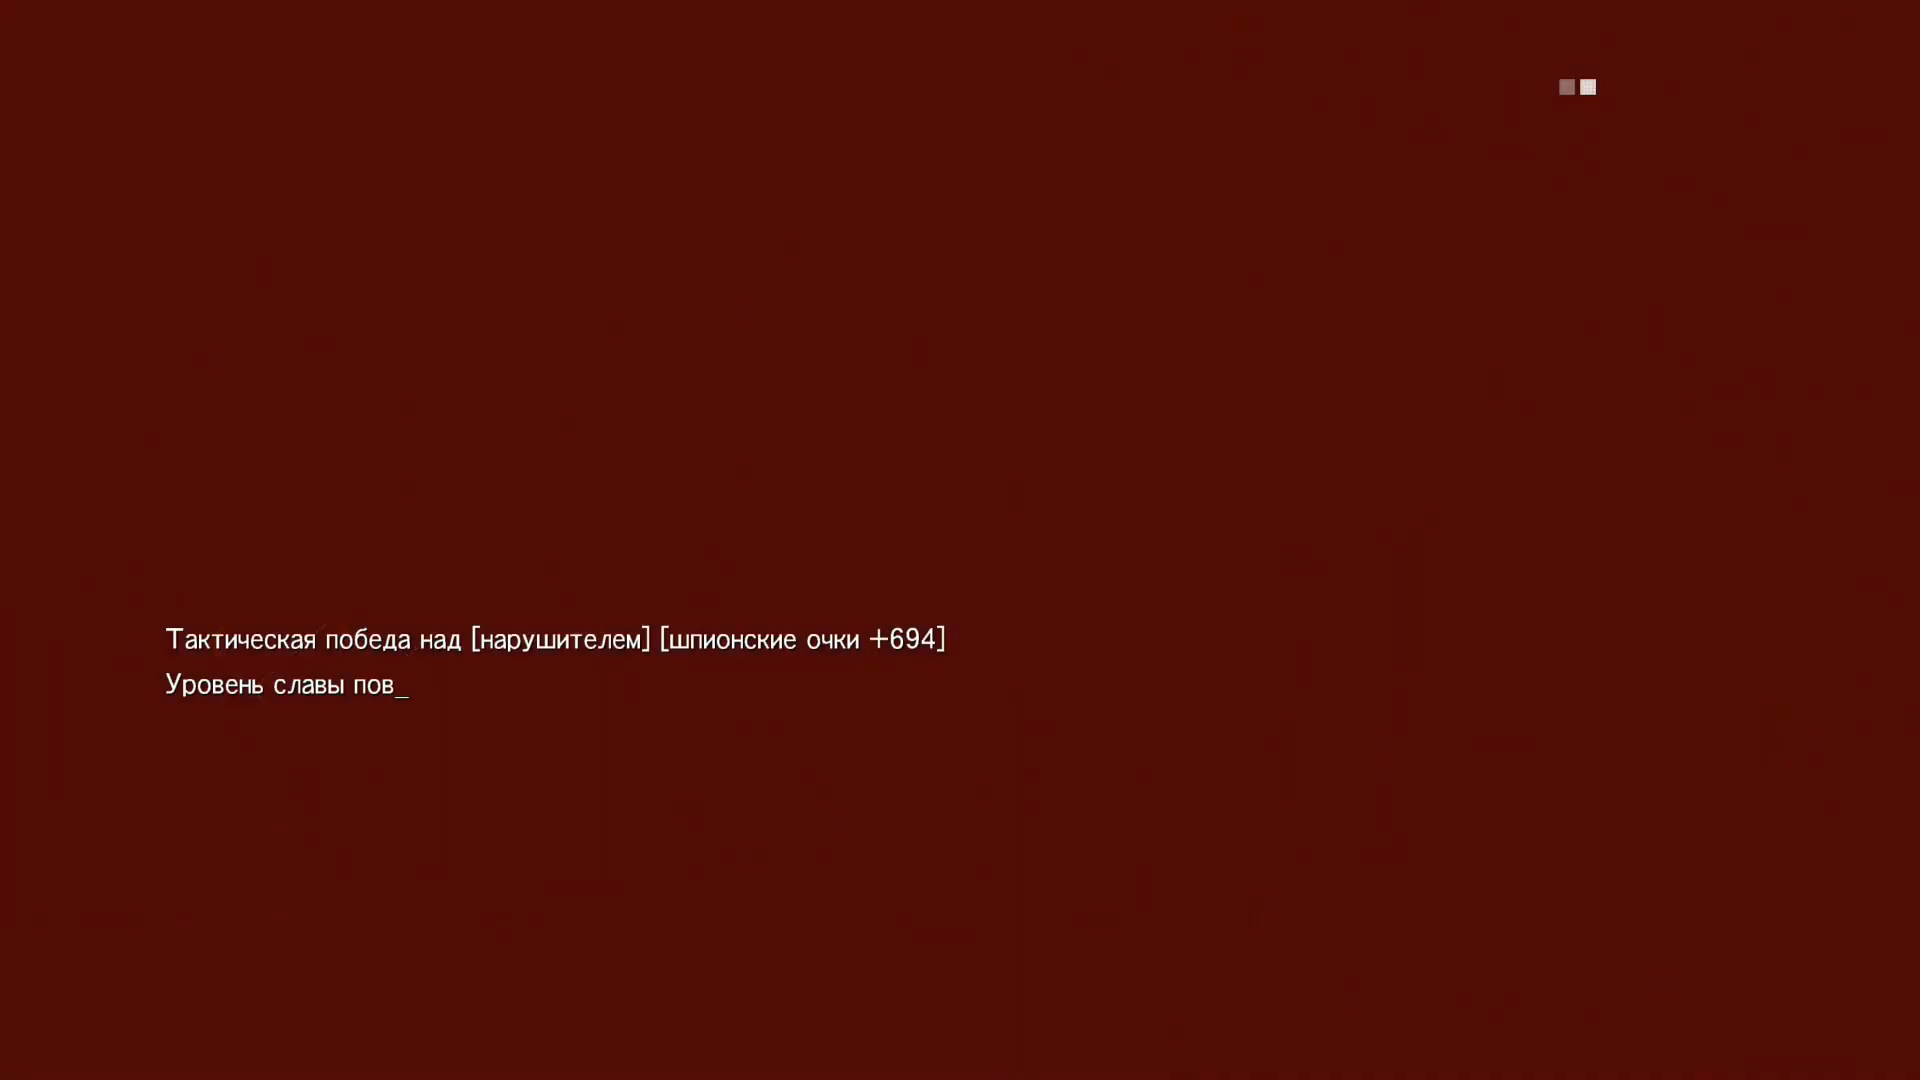 Тактическая победа над [нарушителем] [шпионские очки +694]
Уровень славы пов_